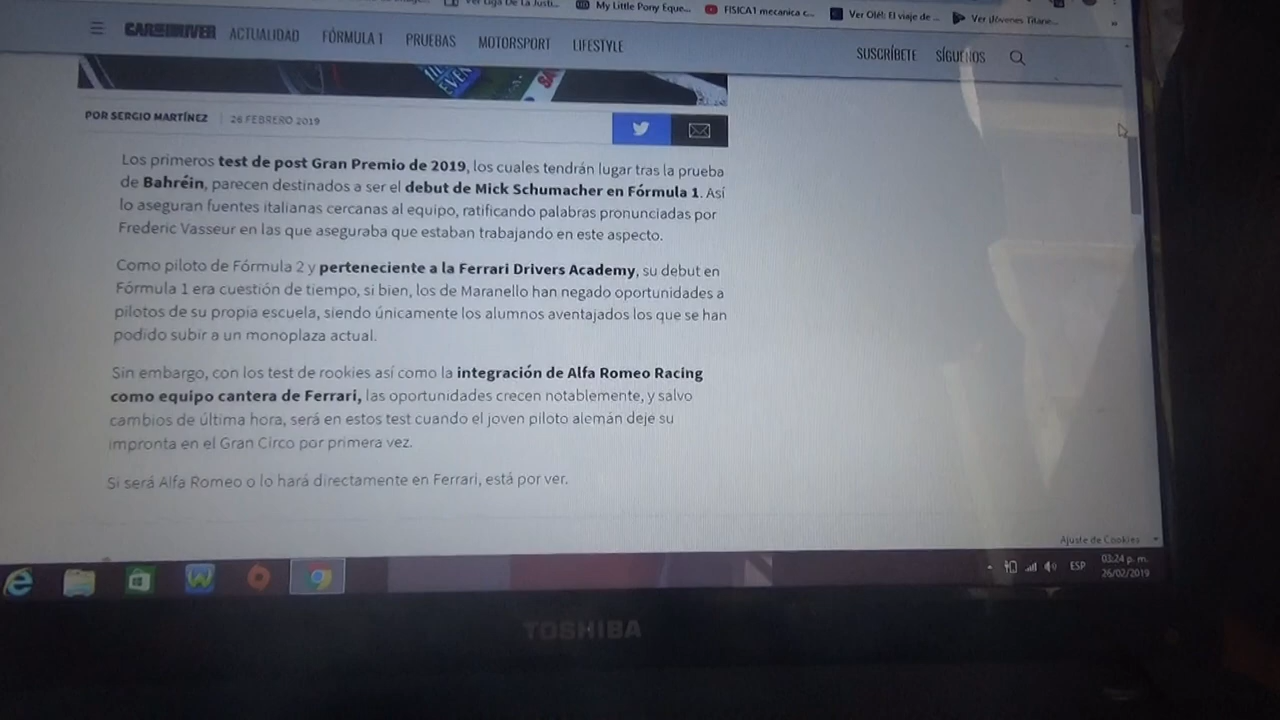 Ver Liga De La Justi...
My Little Pony Eque...
FISICA1 mecanica c...
Ver Olé!: El viaje de ...
Ver ¡Jóvenes Titane...
»
CAR and DRIVER
ACTUALIDAD
FÓRMULA 1
PRUEBAS
MOTORSPORT
LIFESTYLE
SUSCRÍBETE
SÍGUENOS
POR SERGIO MARTÍNEZ
26 FEBRERO 2019
Los primeros test de post Gran Premio de 2019, los cuales tendrán lugar tras la prueba
de Bahréin, parecen destinados a ser el debut de Mick Schumacher en Fórmula 1. Así
lo aseguran fuentes italianas cercanas al equipo, ratificando palabras pronunciadas por
Frederic Vasseur en las que aseguraba que estaban trabajando en este aspecto.
Como piloto de Fórmula 2 y perteneciente a la Ferrari Drivers Academy, su debut en
Fórmula 1 era cuestión de tiempo, si bien, los de Maranello han negado oportunidades a
pilotos de su propia escuela, siendo únicamente los alumnos aventajados los que se han
podido subir a un monoplaza actual.
Sin embargo, con los test de rookies así como la integración de Alfa Romeo Racing
como equipo cantera de Ferrari, las oportunidades crecen notablemente, y salvo
cambios de última hora, será en estos test cuando el joven piloto alemán deje su
impronta en el Gran Circo por primera vez.
Si será Alfa Romeo o lo hará directamente en Ferrari, está por ver.
Ajuste de Cookies
ESP
03:24 p. m.
26/02/2019
TOSHIBA